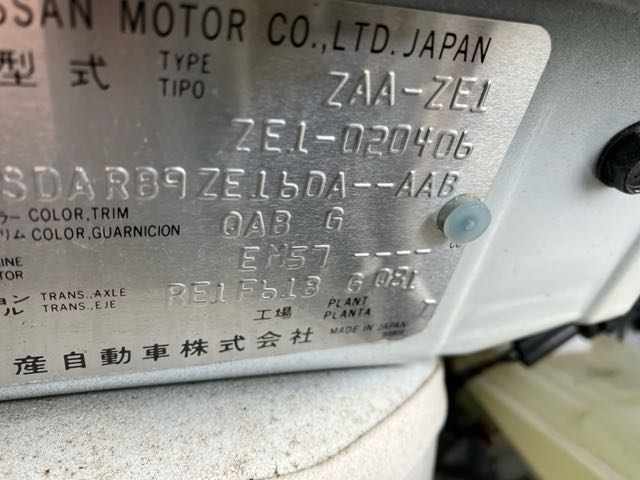 SSAN MOTOR CO.,LTD.JAPAN
型式 TYPE TIPO ZAA-ZE1
ZE1-020406
SDARB9ZE16DA--AAB
ラー COLOR,TRIM
リム COLOR,GUARNICION QAB G
INE
TOR EM57 ----
ョン TRANS.,AXLE
ル TRANS.,EJE RE1F61B G 081
工場 PLANT PLANTA 7
産自動車株式会社 MADE IN JAPAN